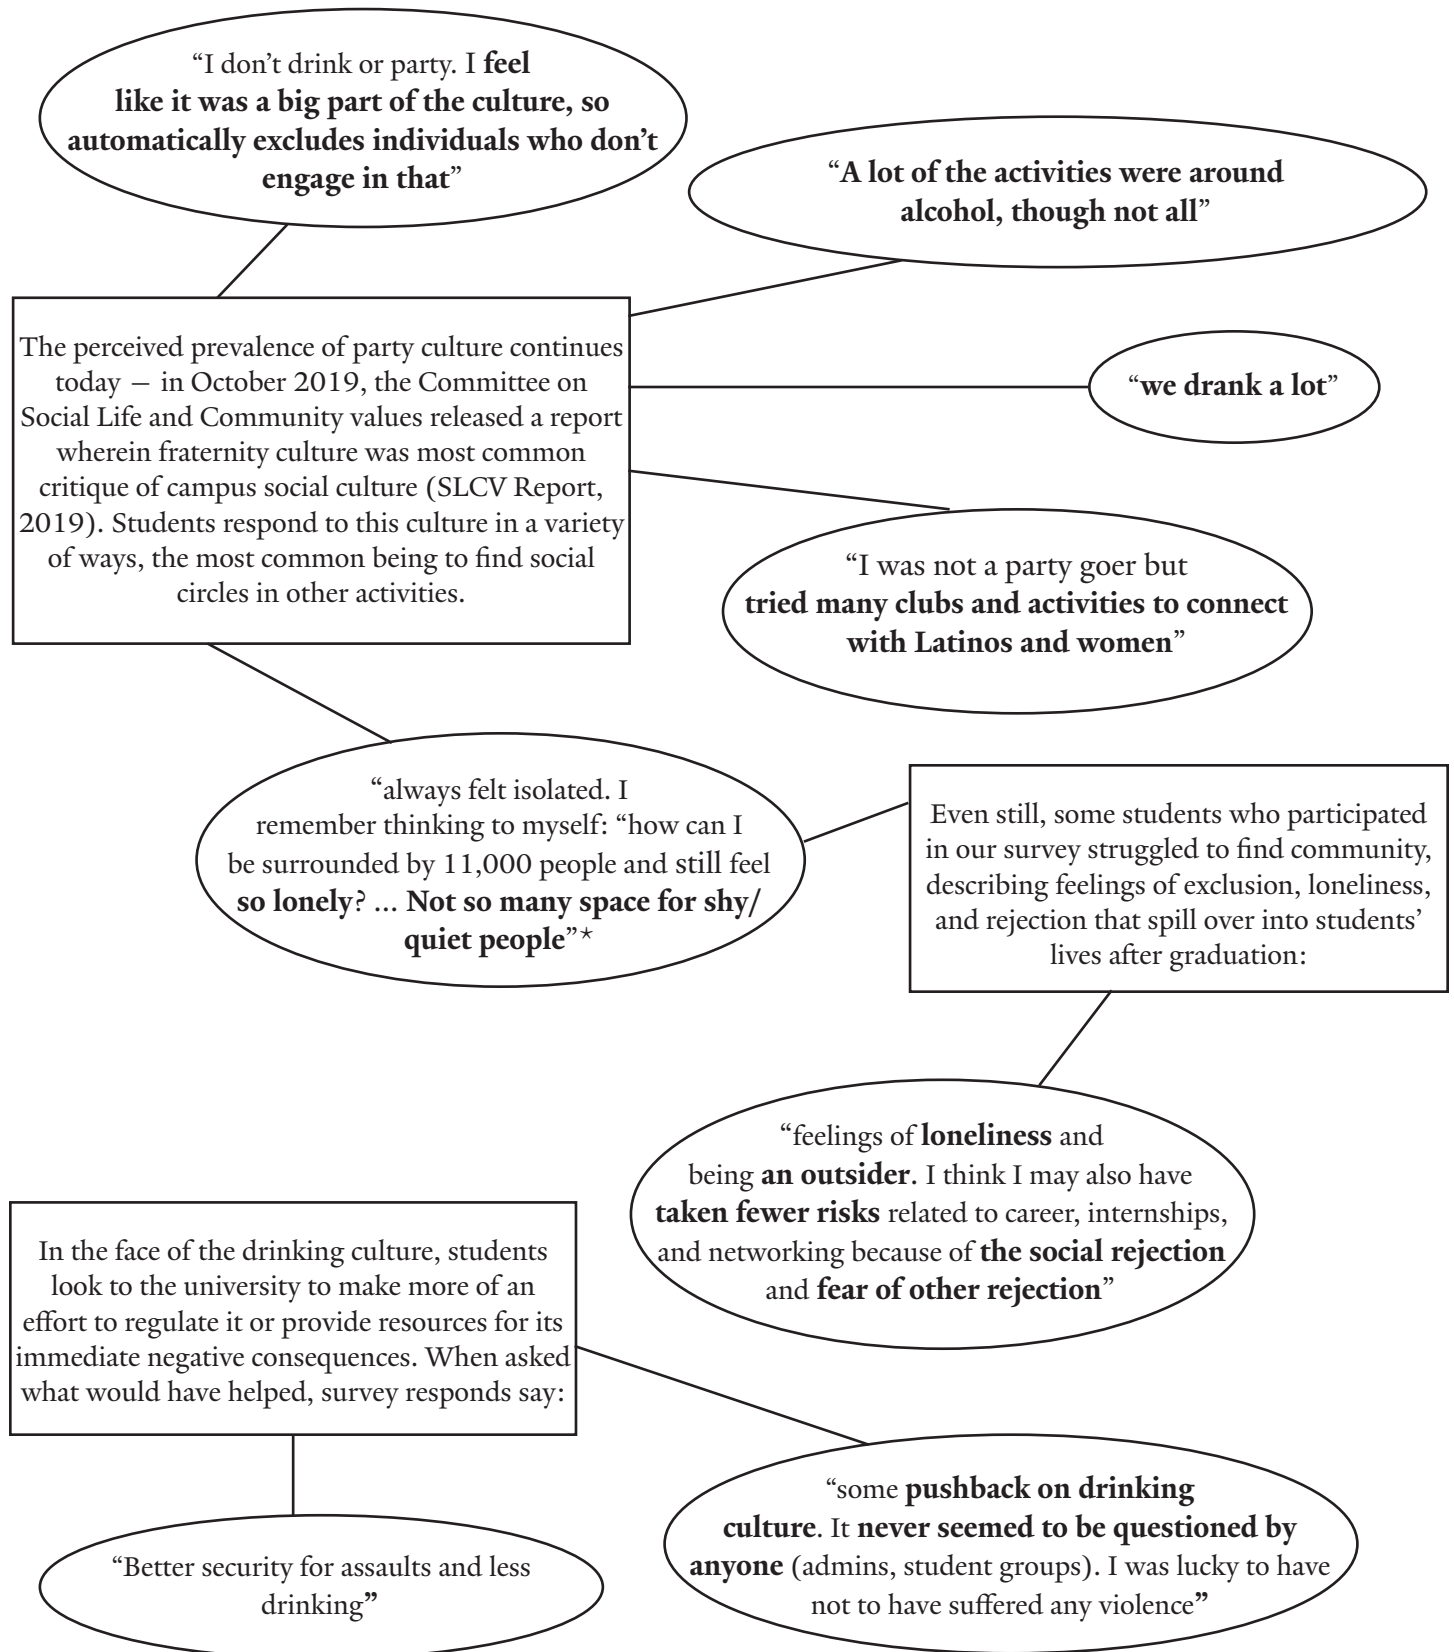 “I don’t drink or party. I feel
like it was a big part of the culture, so
automatically excludes individuals who don’t
engage in that”
“A lot of the activities were around
alcohol, though not all”
The perceived prevalence of party culture continues
today — in October 2019, the Committee on
Social Life and Community values released a report
wherein fraternity culture was most common
critique of campus social culture (SLCV Report,
2019). Students respond to this culture in a variety
of ways, the most common being to find social
circles in other activities.
“we drank a lot”
“I was not a party goer but
tried many clubs and activities to connect
with Latinos and women”
“always felt isolated. I
remember thinking to myself: “how can I
be surrounded by 11,000 people and still feel
so lonely? ... Not so many space for shy/
quiet people”*
Even still, some students who participated
in our survey struggled to find community,
describing feelings of exclusion, loneliness,
and rejection that spill over into students’
lives after graduation:
“feelings of loneliness and
being an outsider. I think I may also have
taken fewer risks related to career, internships,
and networking because of the social rejection
and fear of other rejection”
In the face of the drinking culture, students
look to the university to make more of an
effort to regulate it or provide resources for its
immediate negative consequences. When asked
what would have helped, survey responds say:
“Better security for assaults and less
drinking”
“some pushback on drinking
culture. It never seemed to be questioned by
anyone (admins, student groups). I was lucky to have
not to have suffered any violence”